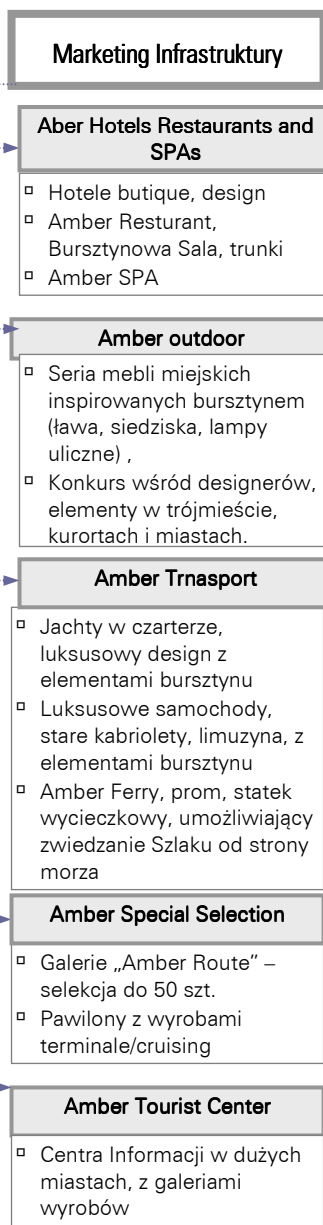 Marketing Infrastruktury
Aber Hotels Restaurants and
SPAs
Hotele butique, design
Amber Resturant,
Bursztynowa Sala, trunki
Amber SPA
Amber outdoor
Seria mebli miejskich
inspirowanych bursztynem
(ława, siedziska, lampy
uliczne) ,
Konkurs wśród designerów,
elementy w trójmieście,
kurortach i miastach.
Amber Trnasport
Jachty w czarterze,
luksusowy design z
elementami bursztynu
Luksusowe samochody,
stare kabriolety, limuzyna, z
elementami bursztynu
Amber Ferry, prom, statek
wycieczkowy, umożliwiający
zwiedzanie Szlaku od strony
morza
Amber Special Selection
Galerie „Amber Route” –
selekcja do 50 szt.
Pawilony z wyrobami
terminale/cruising
Amber Tourist Center
Centra Informacji w dużych
miastach, z galeriami
wyrobów